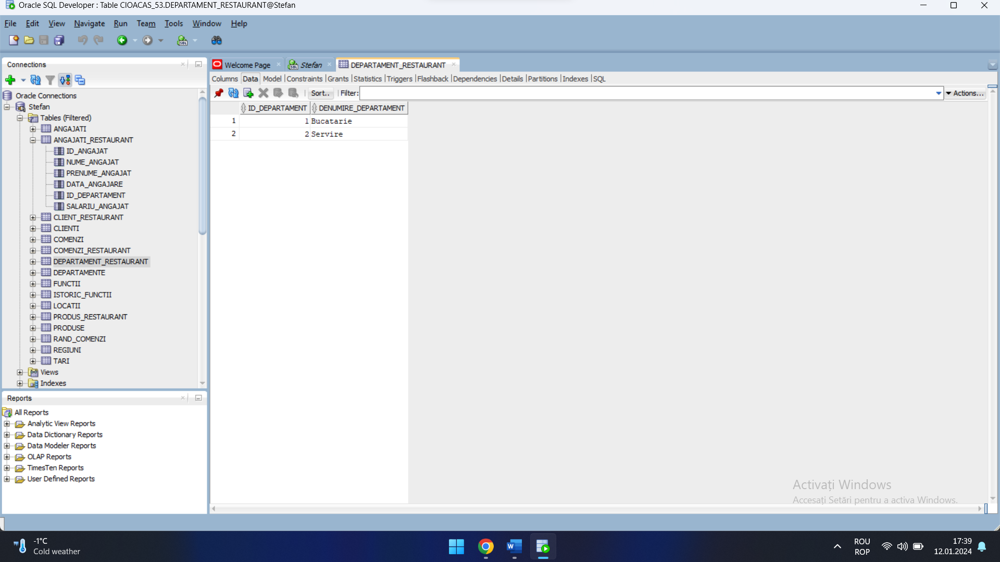 Oracle SQL Developer : Table CIOACAS_53.DEPARTAMENT_RESTAURANT@Stefan
File Edit View Navigate Run Team Tools Window Help
Connections
Oracle Connections
Stefan
Tables (Filtered)
ANGAJATI
ANGAJATI_RESTAURANT
ID_ANGAJAT
NUME_ANGAJAT
PRENUME_ANGAJAT
DATA_ANGAJARE
ID_DEPARTAMENT
SALARIU_ANGAJAT
CLIENT_RESTAURANT
CLIENTI
COMENZI
COMENZI_RESTAURANT
DEPARTAMENT_RESTAURANT
DEPARTAMENTE
FUNCTII
ISTORIC_FUNCTII
LOCATII
PRODUS_RESTAURANT
PRODUSE
RAND_COMENZI
REGIUNI
TARI
Views
Indexes
Reports
All Reports
Analytic View Reports
Data Dictionary Reports
Data Modeler Reports
OLAP Reports
TimesTen Reports
User Defined Reports
Welcome Page Stefan DEPARTAMENT_RESTAURANT
Columns Data Model Constraints Grants Statistics Triggers Flashback Dependencies Details Partitions Indexes SQL
Sort.. Filter: Actions...
ID_DEPARTAMENT DENUMIRE_DEPARTAMENT
1 1 Bucatarie
2 2 Servire
Activați Windows
Accesați Setări pentru a activa Windows.
-1°C
Cold weather
ROU
ROP
17:39
12.01.2024